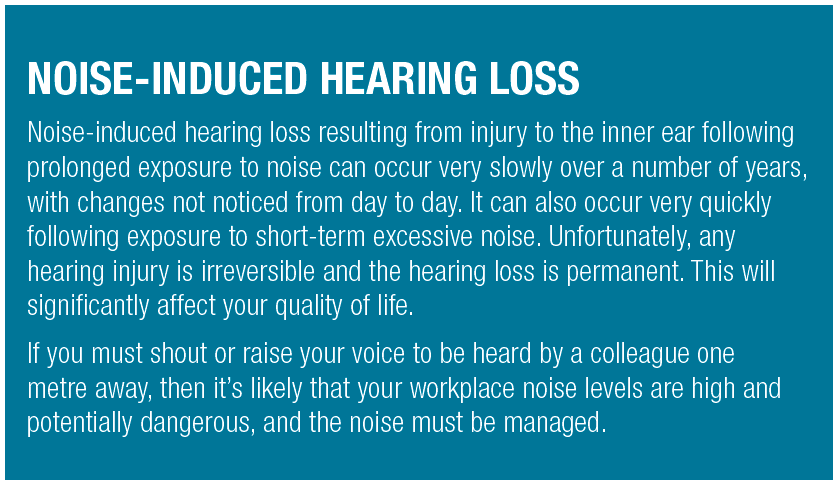 NOISE-INDUCED HEARING LOSS
Noise-induced hearing loss resulting from injury to the inner ear following
prolonged exposure to noise can occur very slowly over a number of years,
with changes not noticed from day to day. It can also occur very quickly
following exposure to short-term excessive noise. Unfortunately, any
hearing injury is irreversible and the hearing loss is permanent. This will
significantly affect your quality of life.
If you must shout or raise your voice to be heard by a colleague one
metre away, then it’s likely that your workplace noise levels are high and
potentially dangerous, and the noise must be managed.